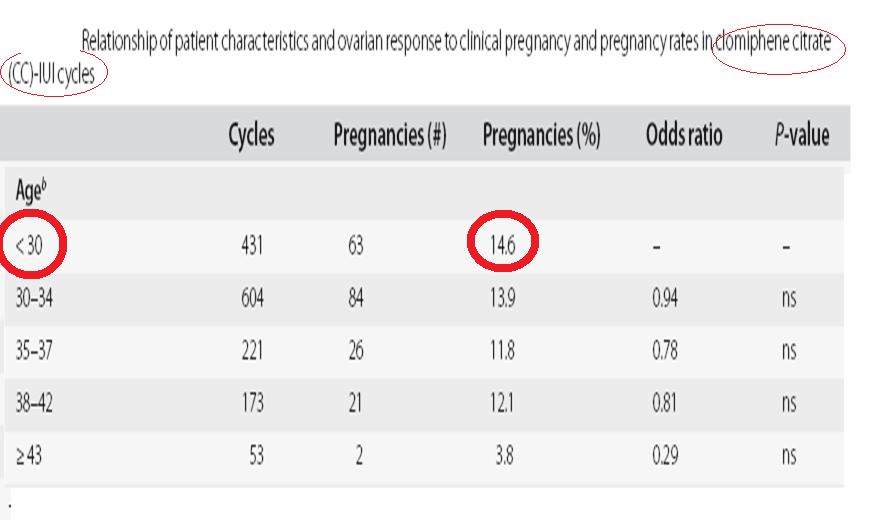 Relationship of patient characteristics and ovarian response to clinical pregnancy and pregnancy rates in clomiphene citrate
(CC)-IUI cycles
Cycles Pregnancies (#) Pregnancies (%) Odds ratio P-value
Age^b
< 30 431 63 14.6 – –
30–34 604 84 13.9 0.94 ns
35–37 221 26 11.8 0.78 ns
38–42 173 21 12.1 0.81 ns
≥ 43 53 2 3.8 0.29 ns